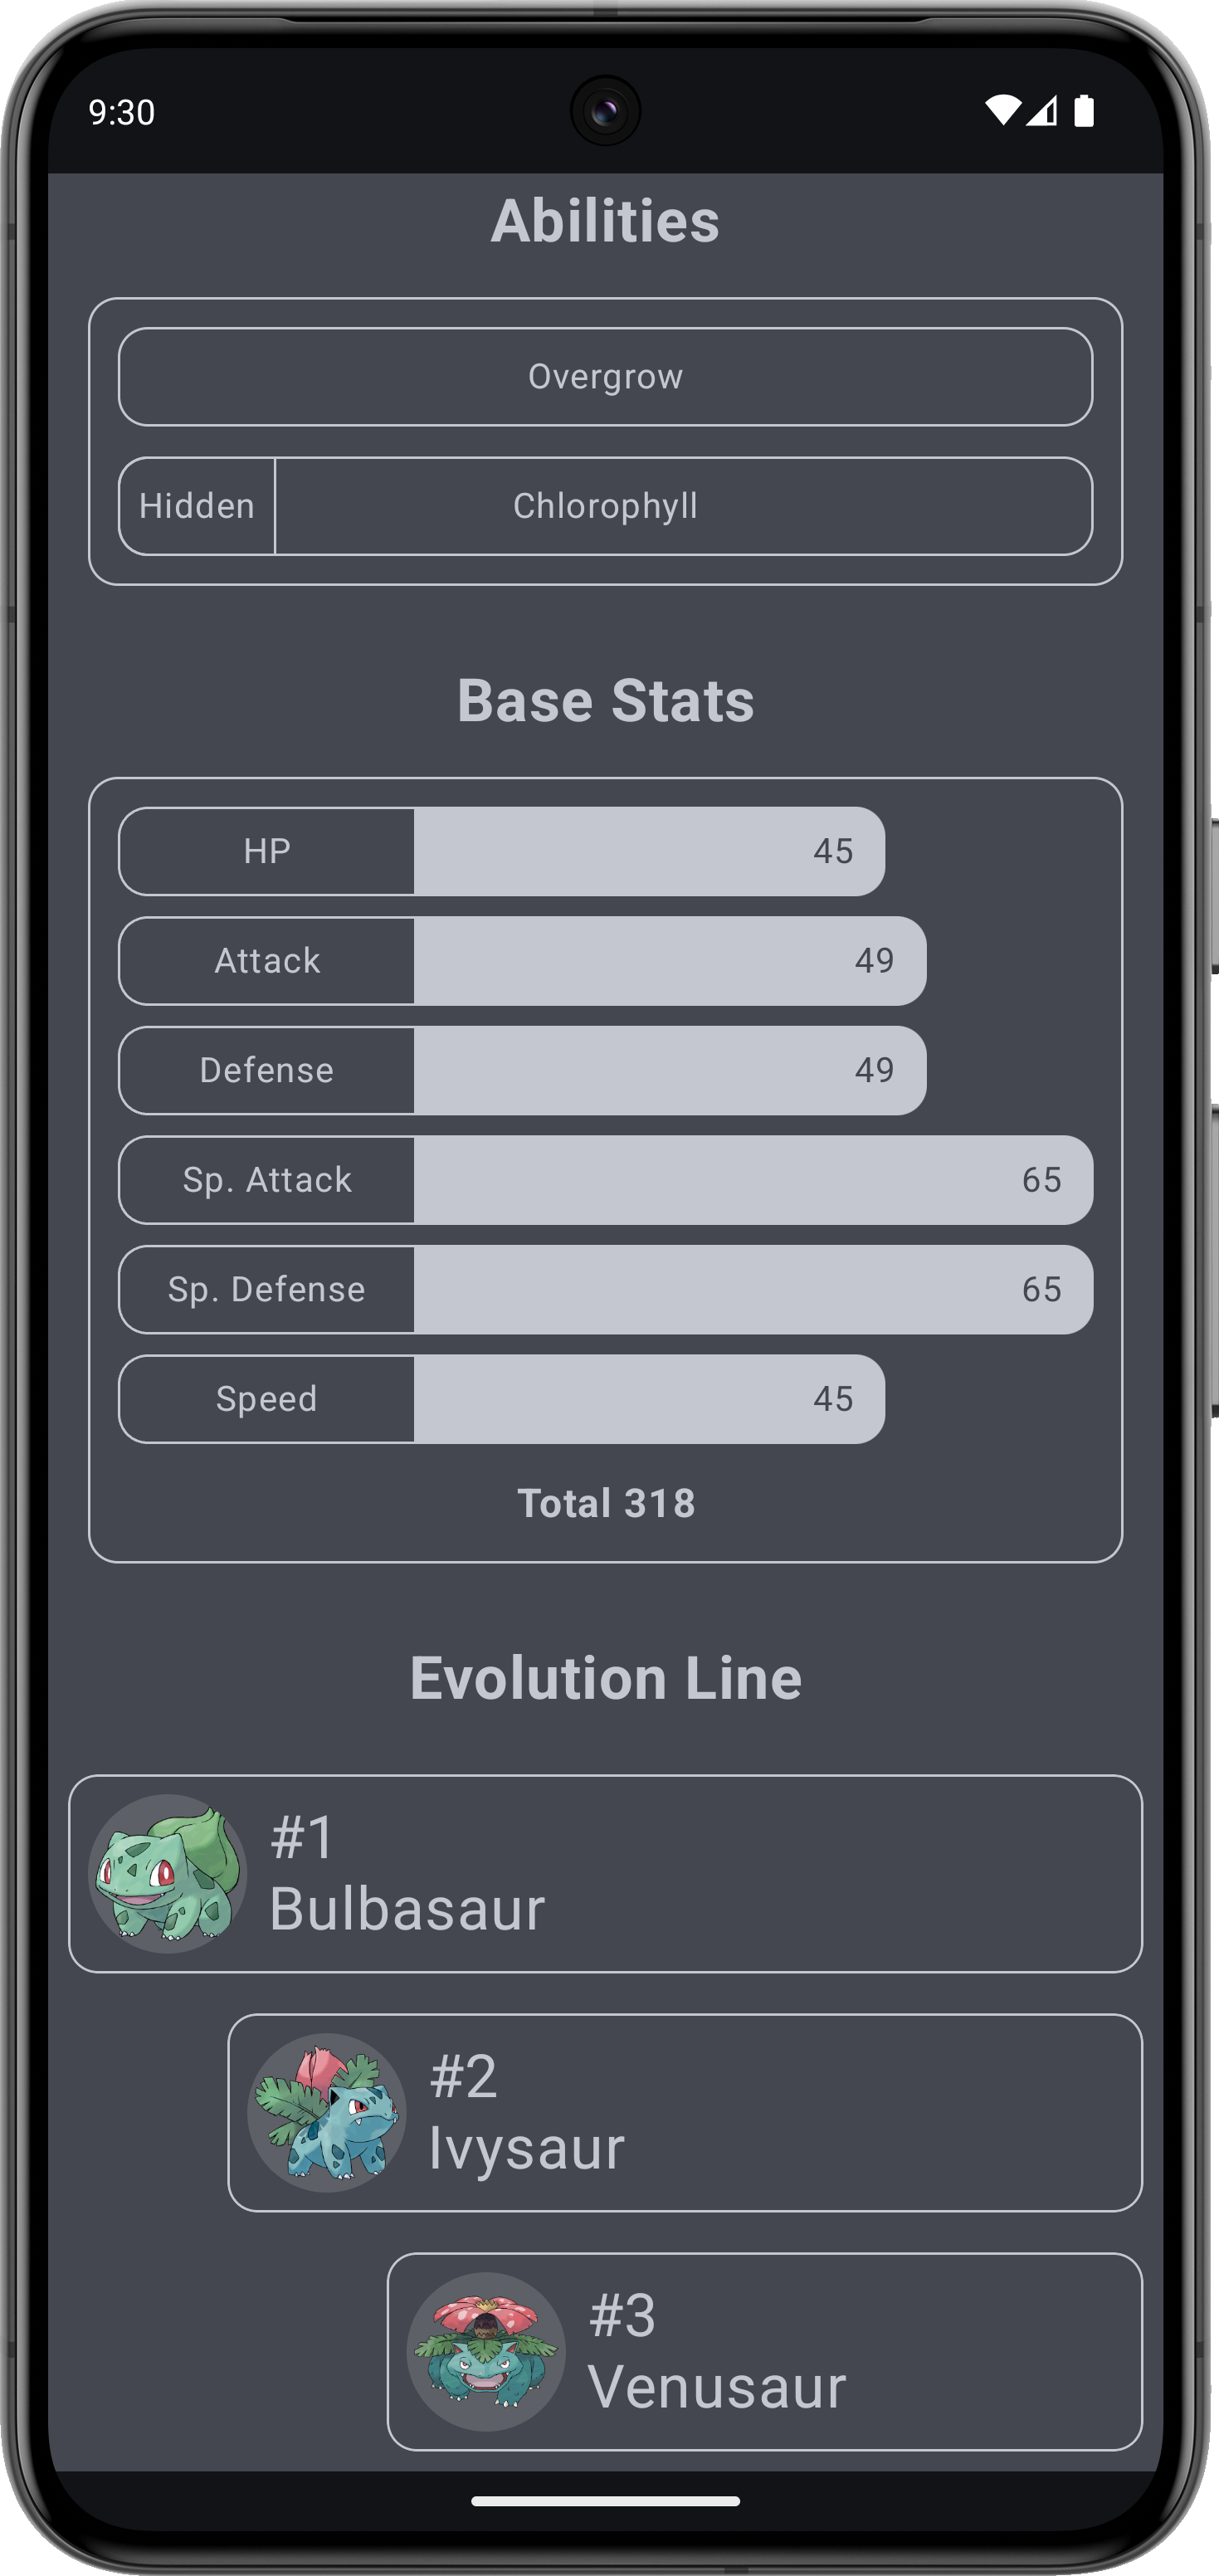 9:30
Abilities
Overgrow
Hidden Chlorophyll
Base Stats
HP 45
Attack 49
Defense 49
Sp. Attack 65
Sp. Defense 65
Speed 45
Total 318
Evolution Line
#1
Bulbasaur
#2
Ivysaur
#3
Venusaur